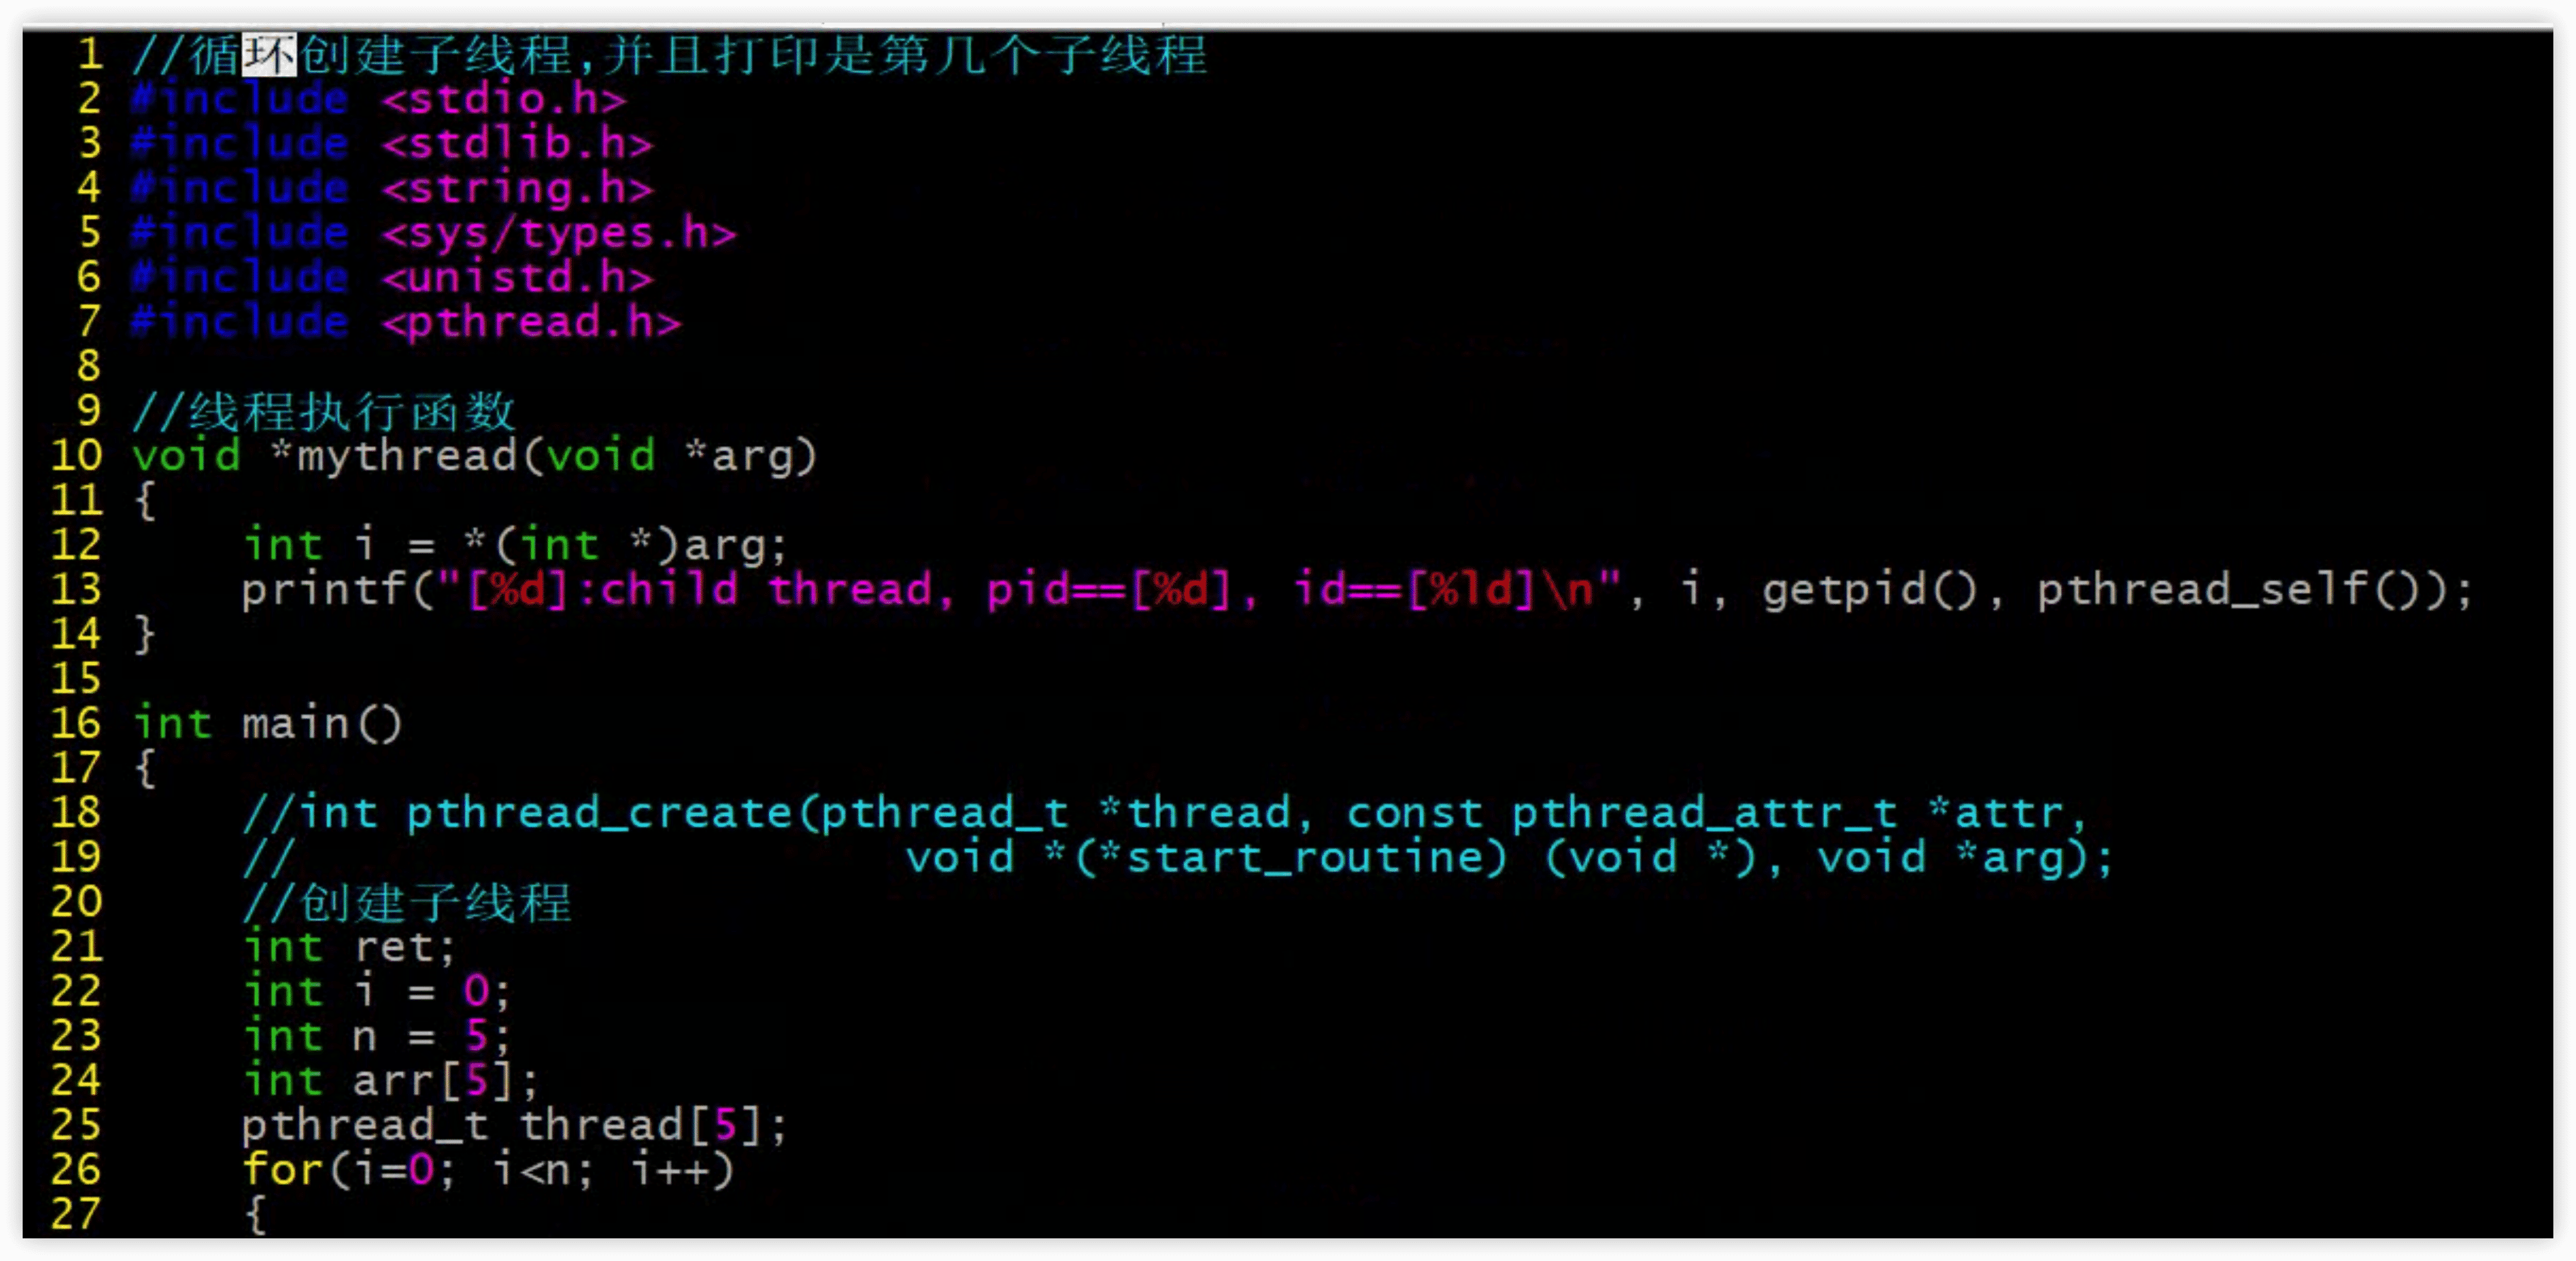 1 //循环创建子线程,并且打印是第几个子线程
2 #include <stdio.h>
3 #include <stdlib.h>
4 #include <string.h>
5 #include <sys/types.h>
6 #include <unistd.h>
7 #include <pthread.h>
8
9 //线程执行函数
10 void *mythread(void *arg)
11 {
12     int i = *(int *)arg;
13     printf("[%d]:child thread, pid==[%d], id==[%ld]\n", i, getpid(), pthread_self());
14 }
15
16 int main()
17 {
18     //int pthread_create(pthread_t *thread, const pthread_attr_t *attr,
19     //                      void *(*start_routine) (void *), void *arg);
20     //创建子线程
21     int ret;
22     int i = 0;
23     int n = 5;
24     int arr[5];
25     pthread_t thread[5];
26     for(i=0; i<n; i++)
27     {